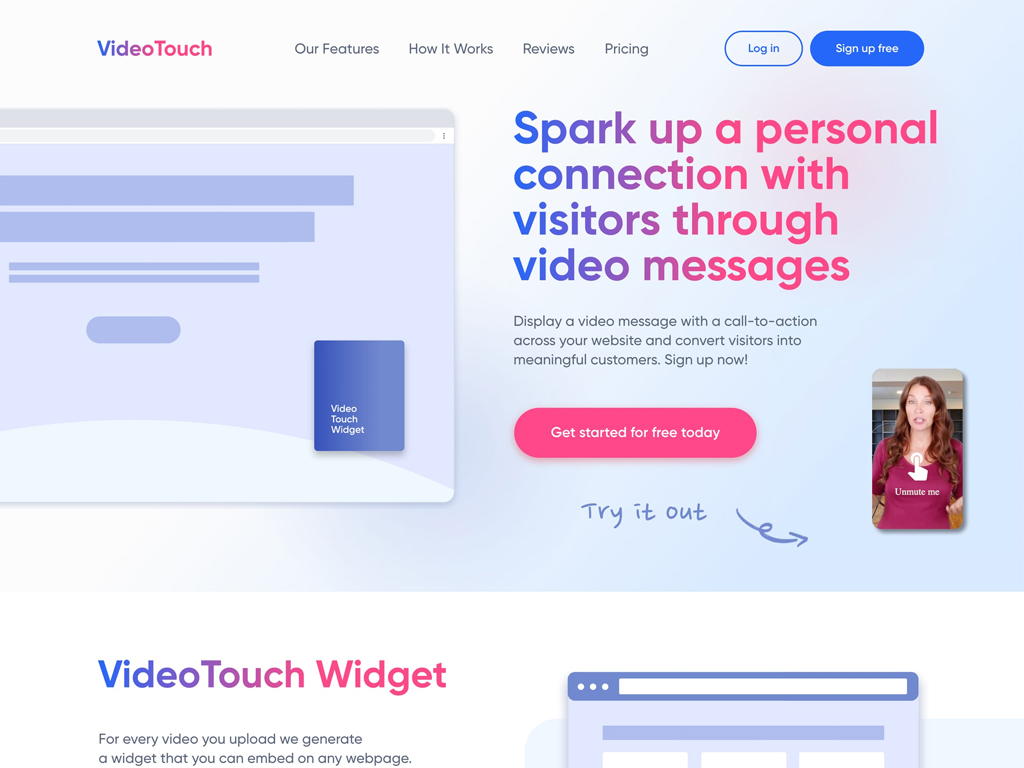 VideoTouch
Our Features
How It Works
Reviews
Pricing
Log in
Sign up free
Spark up a personal
connection with
visitors through
video messages
Display a video message with a call-to-action
across your website and convert visitors into
meaningful customers. Sign up now!
Video
Touch
Widget
Get started for free today
Unmute me
Try it out
VideoTouch Widget
For every video you upload we generate
a widget that you can embed on any webpage.